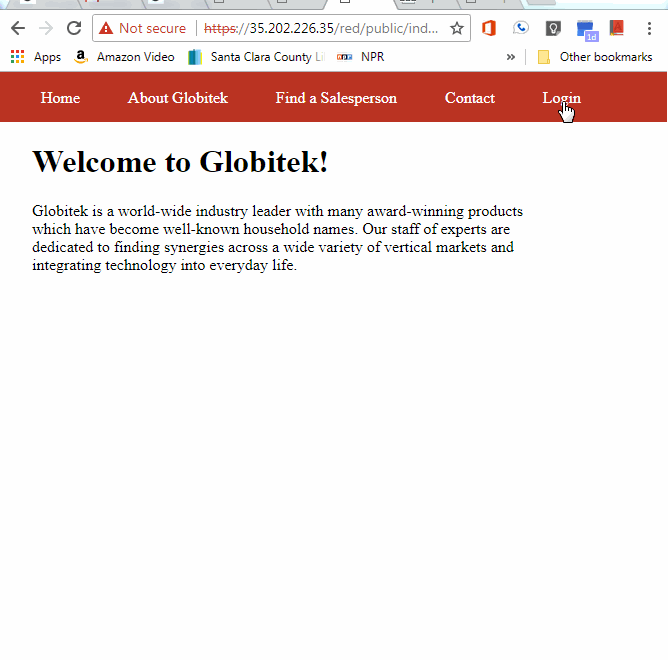 Not secure https://35.202.226.35/red/public/ind...
1d
Apps Amazon Video Santa Clara County Li NPR » Other bookmarks
Home About Globitek Find a Salesperson Contact Login
Welcome to Globitek!
Globitek is a world-wide industry leader with many award-winning products
which have become well-known household names. Our staff of experts are
dedicated to finding synergies across a wide variety of vertical markets and
integrating technology into everyday life.